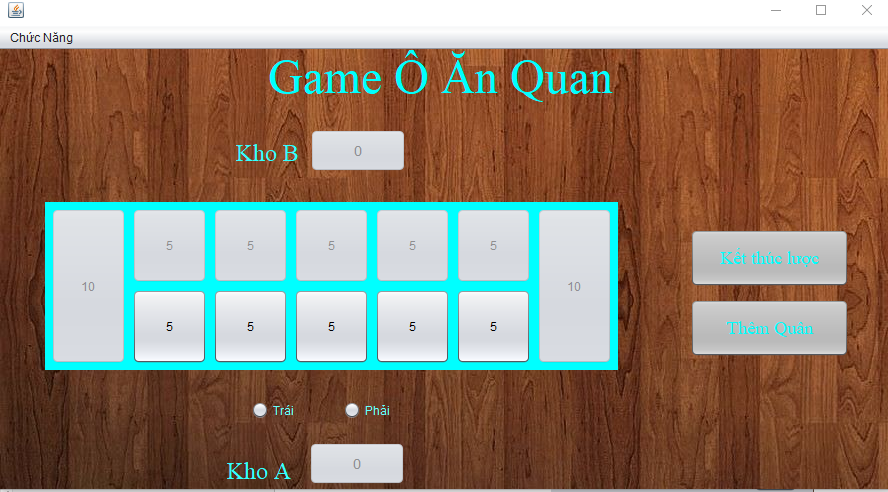 Chức Năng
Game Ô Ăn Quan
Kho B 0
10 5 5 5 5 5 10
5 5 5 5 5
Kết thúc lược
Thêm Quân
Trái Phải
Kho A 0